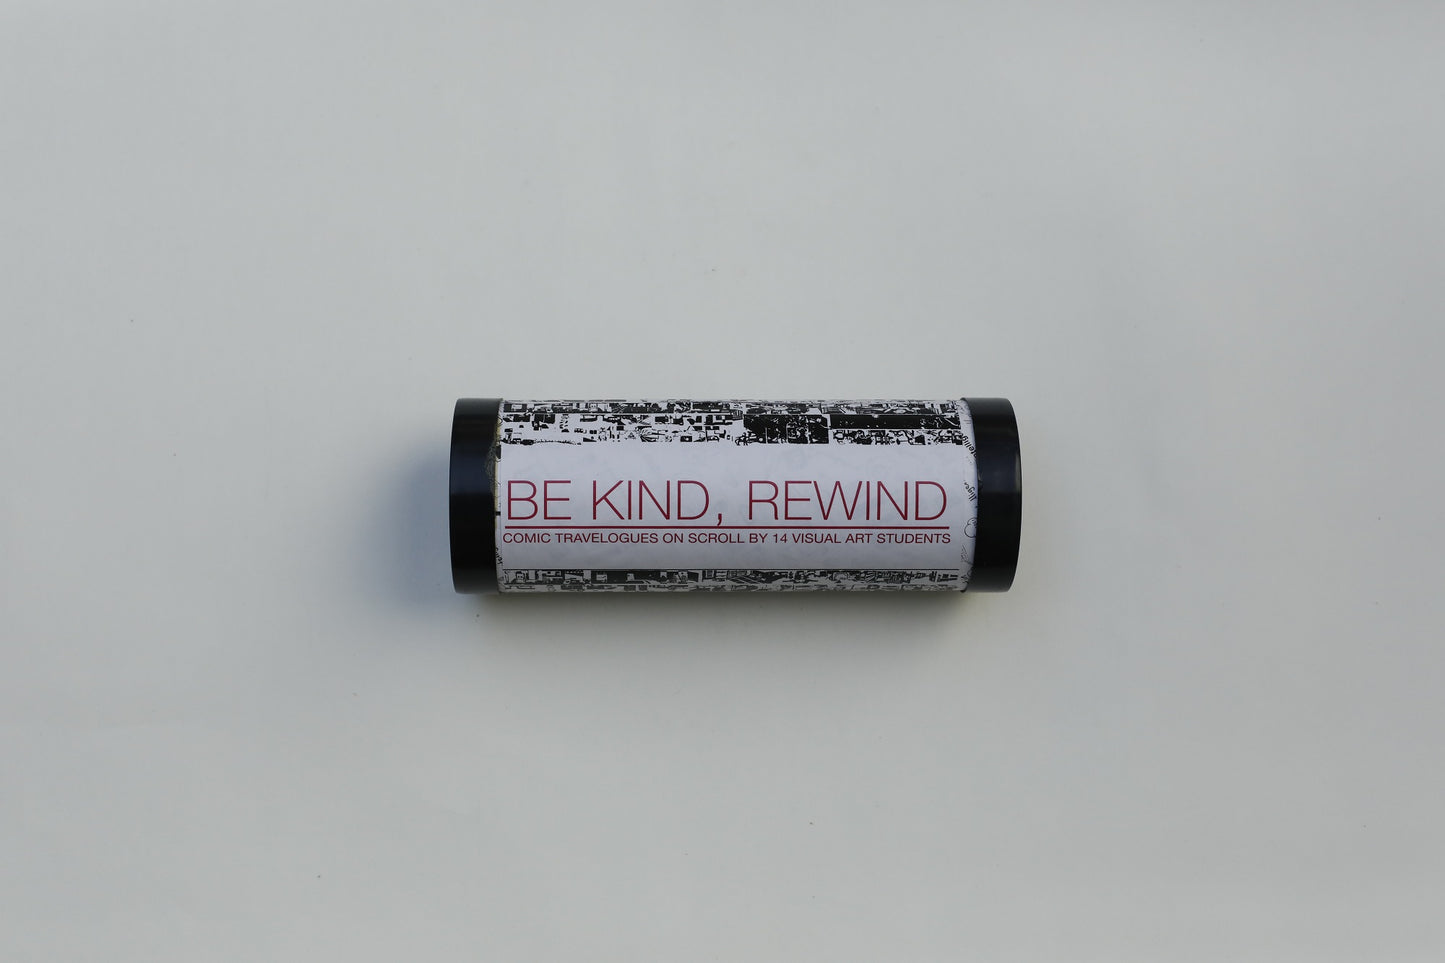 BE KIND, REWIND
COMIC TRAVELOGUES ON SCROLL BY 14 VISUAL ART STUDENTS